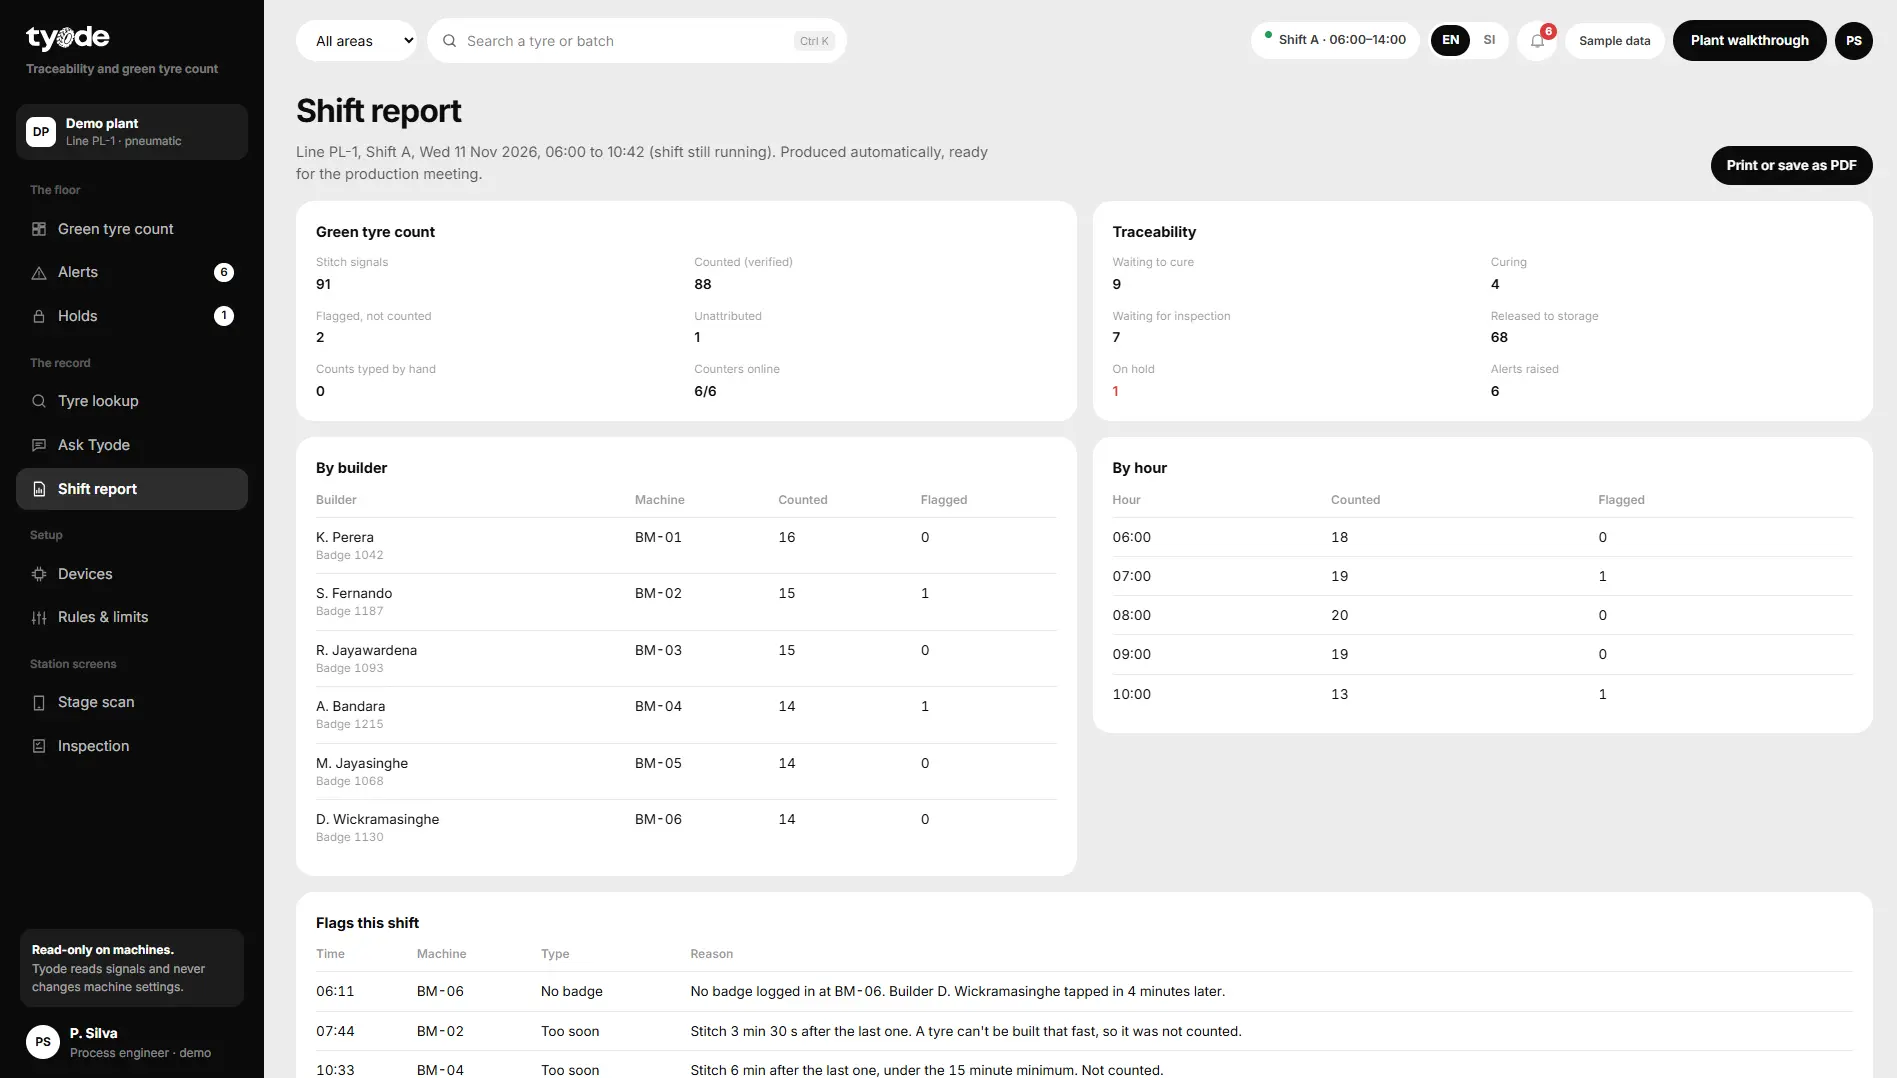 tyode
Traceability and green tyre count
DP
Demo plant
Line PL-1 · pneumatic
The floor
Green tyre count
Alerts
6
Holds
1
The record
Tyre lookup
Ask Tyode
Shift report
Setup
Devices
Rules & limits
Station screens
Stage scan
Inspection
Read-only on machines.
Tyode reads signals and never
changes machine settings.
PS
P. Silva
Process engineer · demo
All areas
Search a tyre or batch
Ctrl K
Shift A · 06:00–14:00
EN SI
6
Sample data
Plant walkthrough
PS
Shift report
Line PL-1, Shift A, Wed 11 Nov 2026, 06:00 to 10:42 (shift still running). Produced automatically, ready
for the production meeting.
Print or save as PDF
Green tyre count
Stitch signals Counted (verified)
91 88
Flagged, not counted Unattributed
2 1
Counts typed by hand Counters online
0 6/6
Traceability
Waiting to cure Curing
9 4
Waiting for inspection Released to storage
7 68
On hold Alerts raised
1 6
By builder
Builder Machine Counted Flagged
K. Perera BM-01 16 0
Badge 1042
S. Fernando BM-02 15 1
Badge 1187
R. Jayawardena BM-03 15 0
Badge 1093
A. Bandara BM-04 14 1
Badge 1215
M. Jayasinghe BM-05 14 0
Badge 1068
D. Wickramasinghe BM-06 14 0
Badge 1130
By hour
Hour Counted Flagged
06:00 18 0
07:00 19 1
08:00 20 0
09:00 19 0
10:00 13 1
Flags this shift
Time Machine Type Reason
06:11 BM-06 No badge No badge logged in at BM-06. Builder D. Wickramasinghe tapped in 4 minutes later.
07:44 BM-02 Too soon Stitch 3 min 30 s after the last one. A tyre can't be built that fast, so it was not counted.
10:33 BM-04 Too soon Stitch 6 min after the last one, under the 15 minute minimum. Not counted.